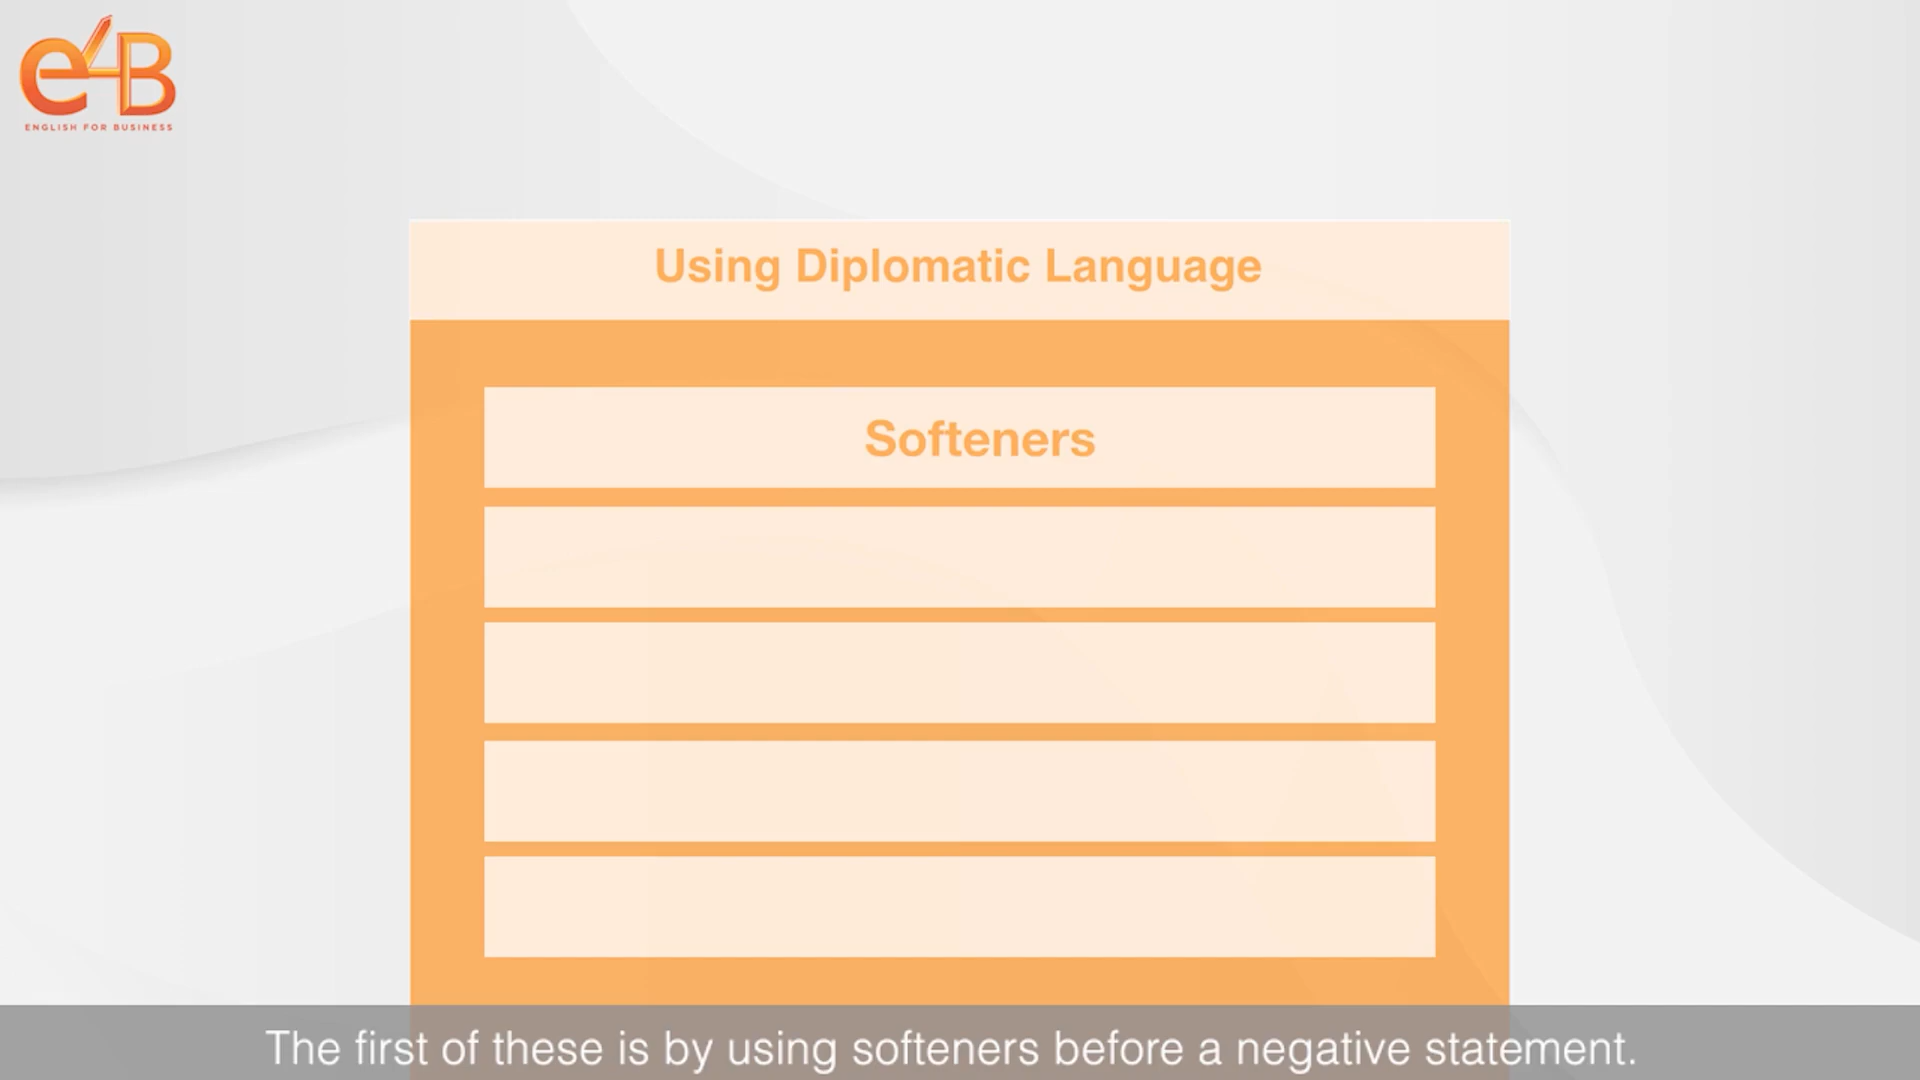 e4B
ENGLISH FOR BUSINESS
Using Diplomatic Language
Softeners
The first of these is by using softeners before a negative statement.